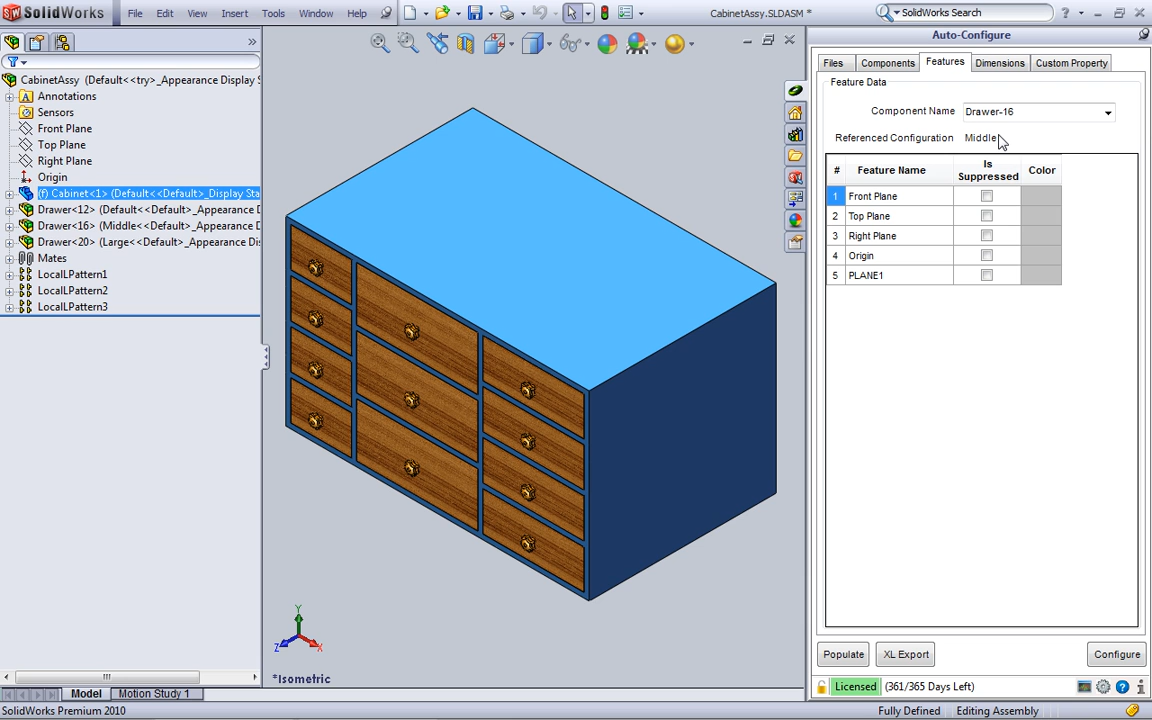 SolidWorks File Edit View Insert Tools Window Help CabinetAssy.SLDASM * SolidWorks Search
CabinetAssy (Default<<try>_Appearance Display S
Annotations
Sensors
Front Plane
Top Plane
Right Plane
Origin
(f) Cabinet<1> (Default<<Default>_Display Sta
Drawer<12> (Default<<Default>_Appearance D
Drawer<16> (Middle<<Default>_Appearance D
Drawer<20> (Large<<Default>_Appearance Dis
Mates
LocalLPattern1
LocalLPattern2
LocalLPattern3
Y
Z X
*Isometric
Model Motion Study 1
Auto-Configure
Files Components Features Dimensions Custom Property
Feature Data
Component Name Drawer-16
Referenced Configuration Middle
# Feature Name Is Suppressed Color
1 Front Plane
2 Top Plane
3 Right Plane
4 Origin
5 PLANE1
Populate XL Export Configure
Licensed (361/365 Days Left)
SolidWorks Premium 2010 Fully Defined Editing Assembly